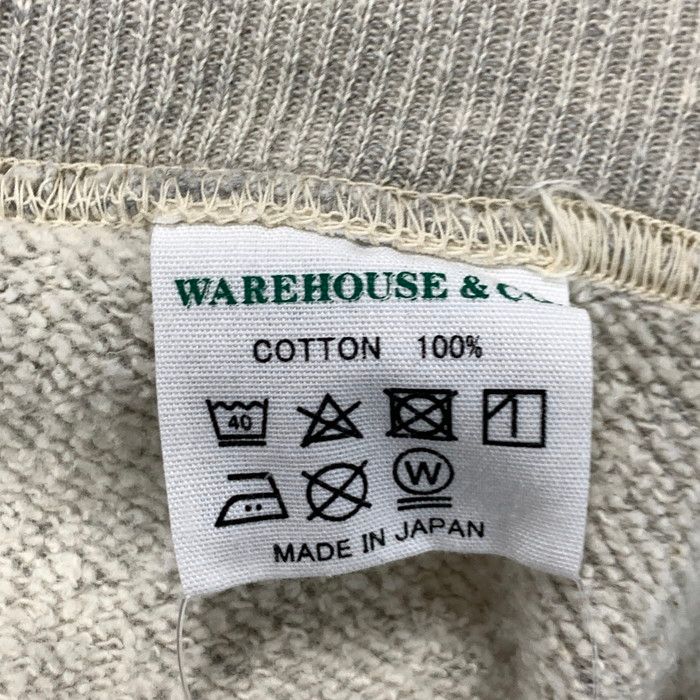 WAREHOUSE & CO.
COTTON 100%
40
W
MADE IN JAPAN